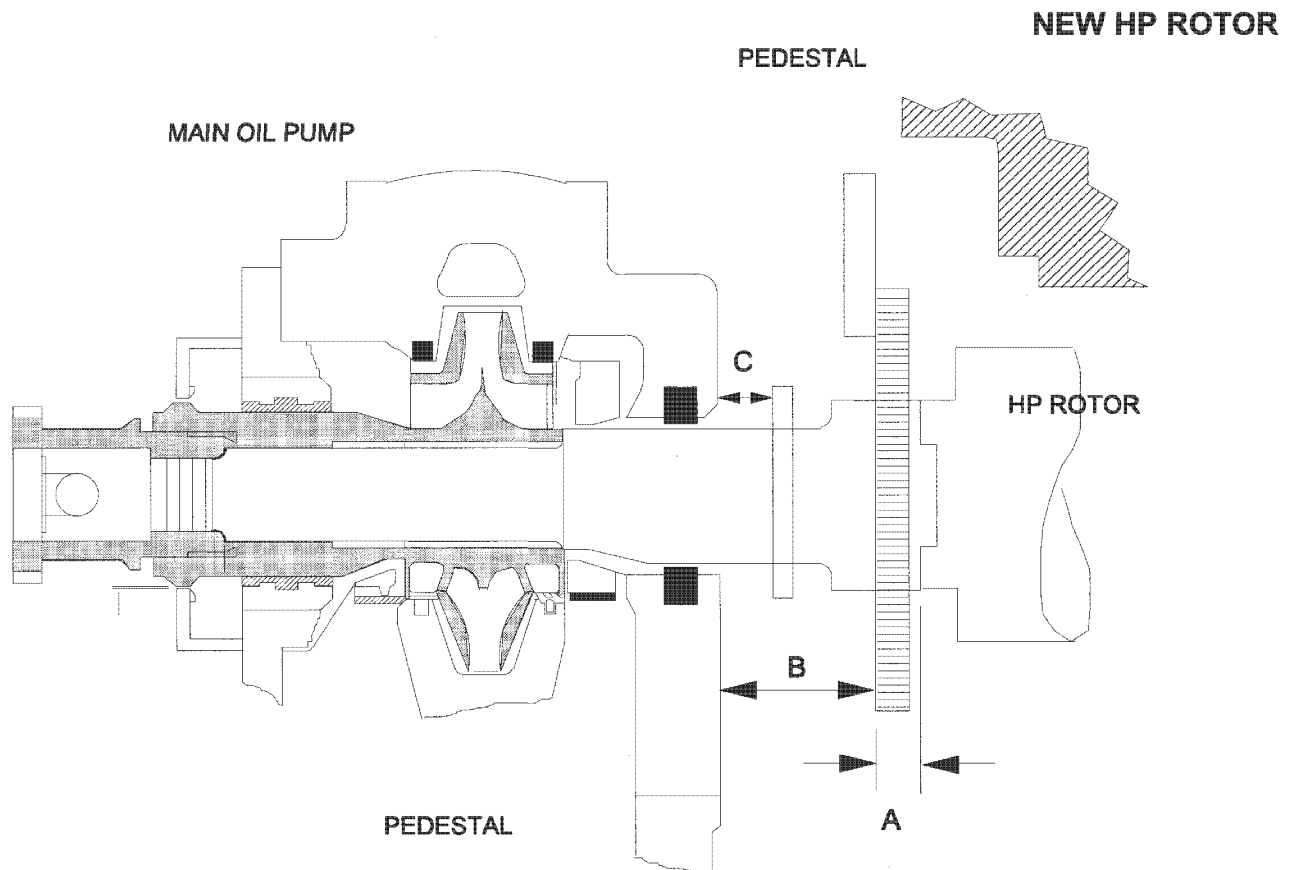 NEW HP ROTOR
PEDESTAL
MAIN OIL PUMP
C
HP ROTOR
B
A
PEDESTAL